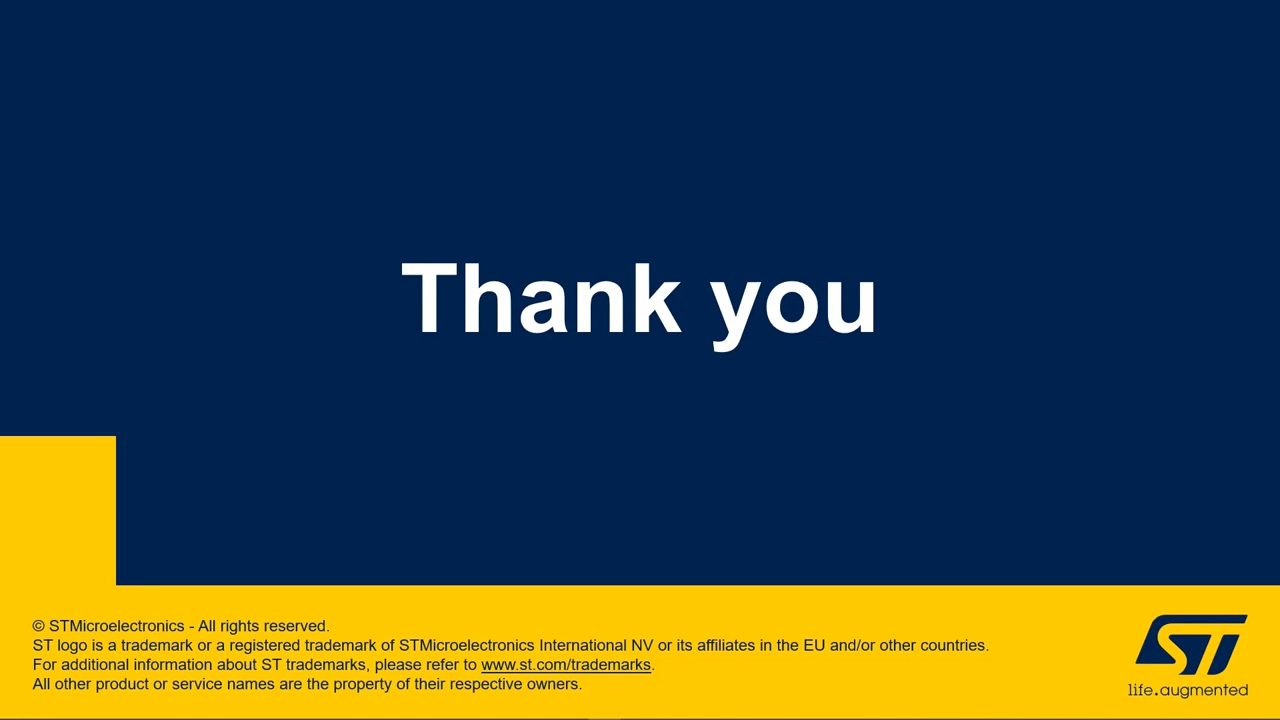 Thank you
© STMicroelectronics - All rights reserved.
ST logo is a trademark or a registered trademark of STMicroelectronics International NV or its affiliates in the EU and/or other countries.
For additional information about ST trademarks, please refer to www.st.com/trademarks.
All other product or service names are the property of their respective owners.
ST
life.augmented